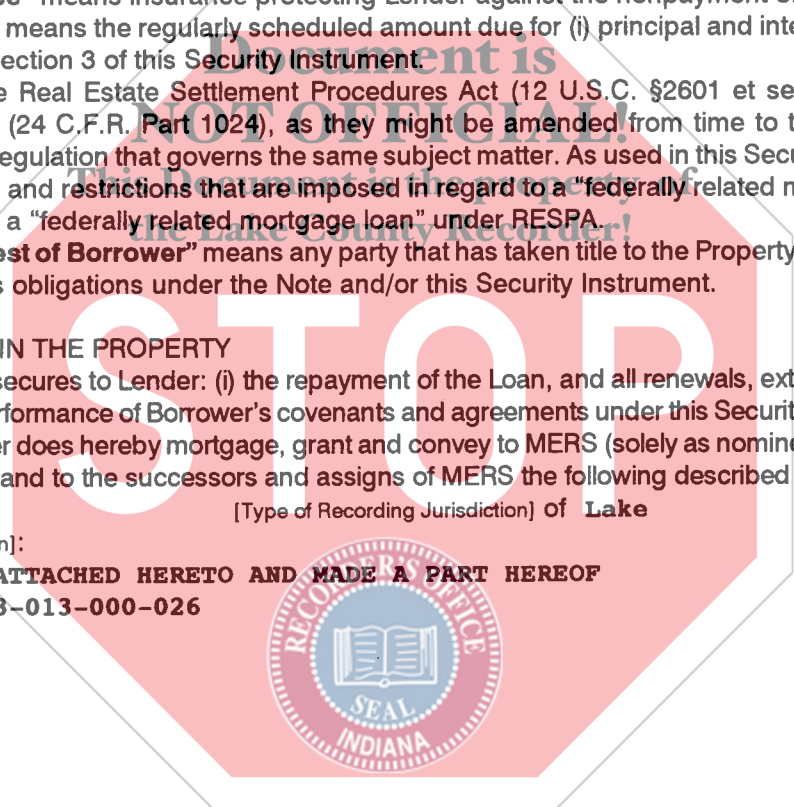 means insurance protecting Lender against the nonpayment
means the regularly scheduled amount due for (i) principal and inte
ection 3 of this Security Instrument.
Document is
e Real Estate Settlement Procedures Act (12 U.S.C. §2601 et se
NOT OFFICIAL!
(24 C.F.R. Part 1024), as they might be amended from time to t
egulation that governs the same subject matter. As used in this Secu
This Document is the property of
and restrictions that are imposed in regard to a “federally related m
a “federally related mortgage loan” under RESPA.
the Lake County Recorder!
est of Borrower” means any party that has taken title to the Property
s obligations under the Note and/or this Security Instrument.
STOP
IN THE PROPERTY
secures to Lender: (i) the repayment of the Loan, and all renewals, ext
rformance of Borrower’s covenants and agreements under this Securit
er does hereby mortgage, grant and convey to MERS (solely as nomine
and to the successors and assigns of MERS the following described
[Type of Recording Jurisdiction] of Lake
n]:
ATTACHED HERETO AND MADE A PART HEREOF
3-013-000-026
RECORDER'S OFFICE
SEAL
INDIANA